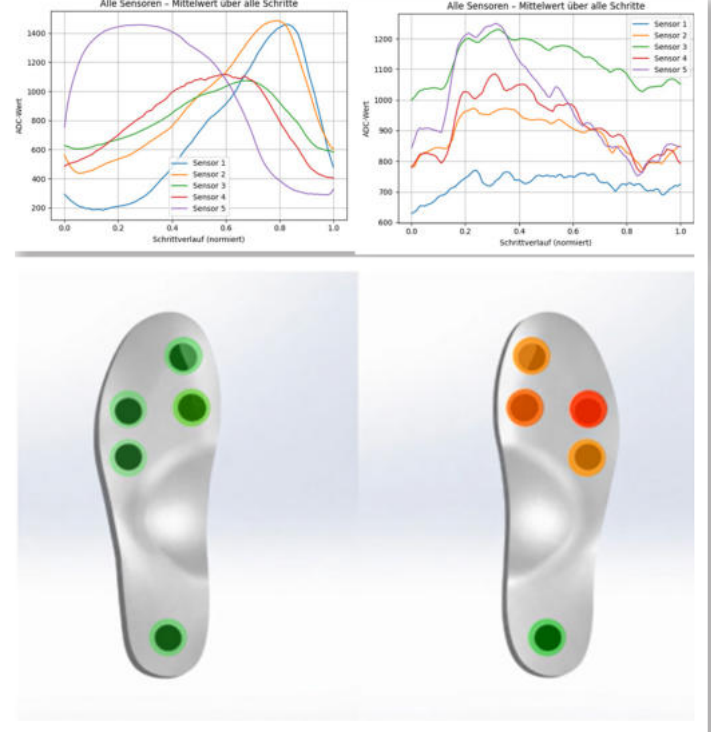 Alle Sensoren – Mittelwert über alle Schritte
1400
1200
1000
800
600
400
200
ADC-Wert
Sensor 1
Sensor 2
Sensor 3
Sensor 4
Sensor 5
0.0 0.2 0.4 0.6 0.8 1.0
Schrittverlauf (normiert)
Alle Sensoren – Mittelwert über alle Schritte
1200
1100
1000
900
800
700
600
ADC-Wert
Sensor 1
Sensor 2
Sensor 3
Sensor 4
Sensor 5
0.0 0.2 0.4 0.6 0.8 1.0
Schrittverlauf (normiert)